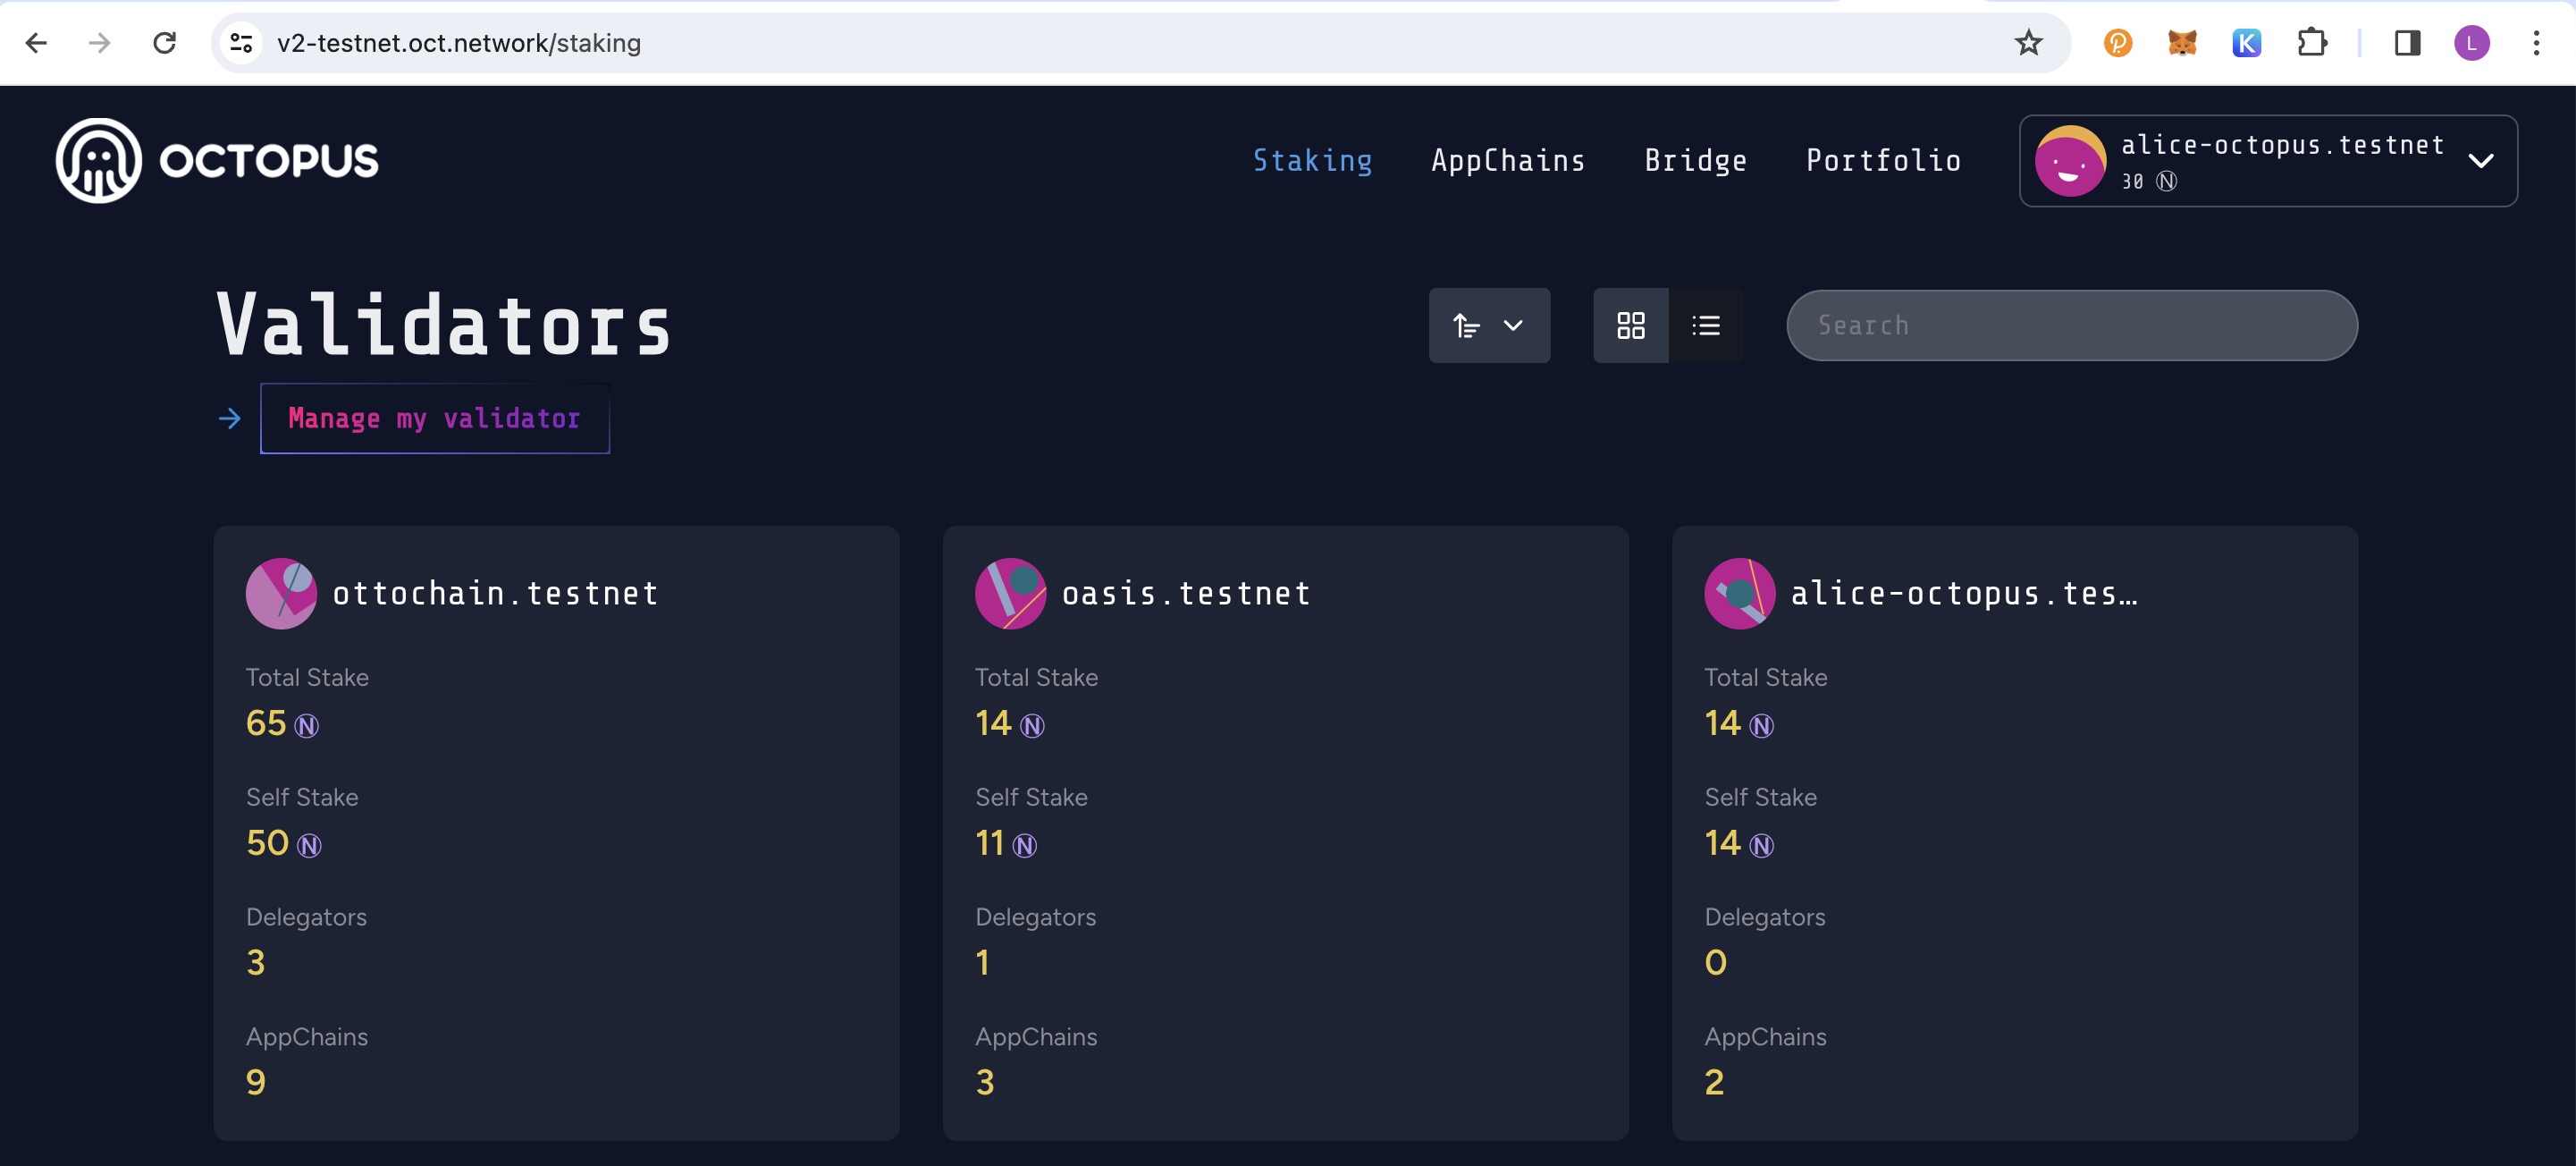 v2-testnet.oct.network/staking
L
OCTOPUS
Staking
AppChains
Bridge
Portfolio
alice-octopus.testnet
30 Ⓝ
Validators
Search
Manage my validator
ottochain.testnet
Total Stake
65 Ⓝ
Self Stake
50 Ⓝ
Delegators
3
AppChains
9
oasis.testnet
Total Stake
14 Ⓝ
Self Stake
11 Ⓝ
Delegators
1
AppChains
3
alice-octopus.tes…
Total Stake
14 Ⓝ
Self Stake
14 Ⓝ
Delegators
0
AppChains
2